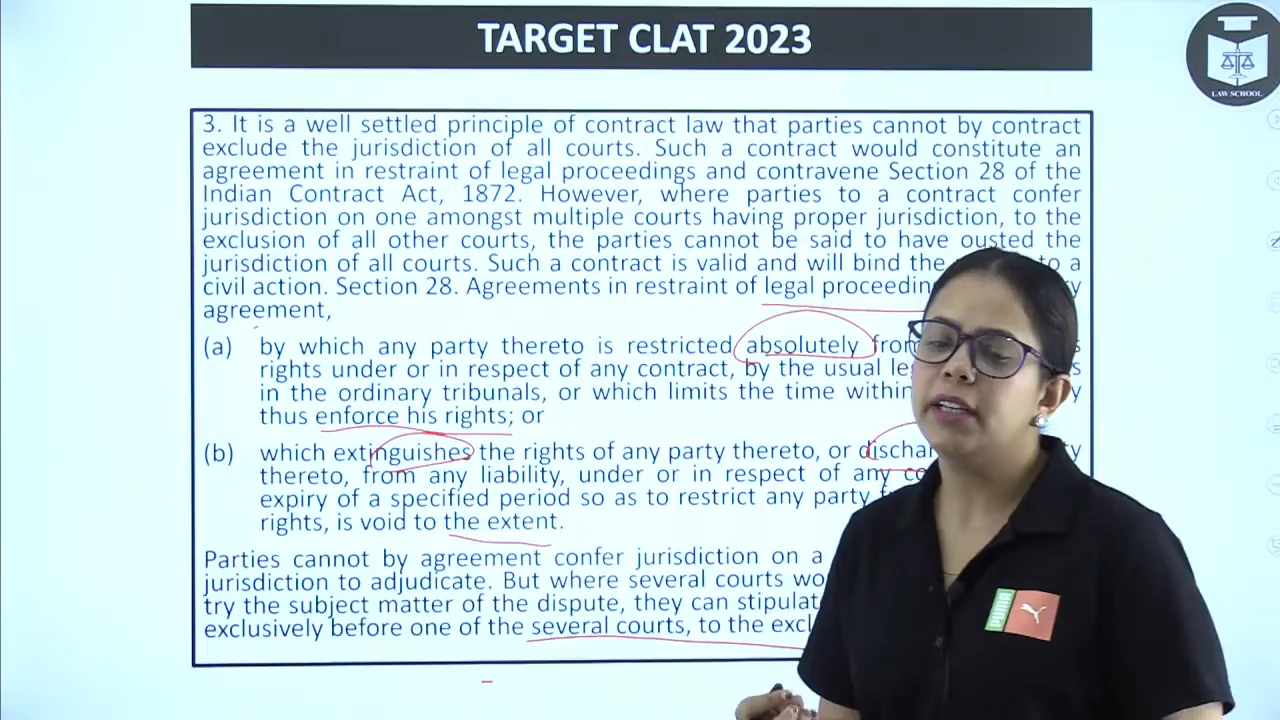 TARGET CLAT 2023
LAW SCHOOL
3. It is a well settled principle of contract law that parties cannot by contract
exclude the jurisdiction of all courts. Such a contract would constitute an
agreement in restraint of legal proceedings and contravene Section 28 of the
Indian Contract Act, 1872. However, where parties to a contract confer
jurisdiction on one amongst multiple courts having proper jurisdiction, to the
exclusion of all other courts, the parties cannot be said to have ousted the
jurisdiction of all courts. Such a contract is valid and will bind the to a
civil action. Section 28. Agreements in restraint of legal
agreement,
(a) by which any party thereto is restricted absolutely
rights under or in respect of any contract, by the usual
in the ordinary tribunals, or which limits the time within
thus enforce his rights; or
(b) which extinguishes the rights of any party thereto, or
thereto, from any liability, under or in respect of any
expiry of a specified period so as to restrict any party
rights, is void to the extent.
Parties cannot by agreement confer jurisdiction on a
jurisdiction to adjudicate. But where several courts
try the subject matter of the dispute, they can
exclusively before one of the several courts, to the
PUMA